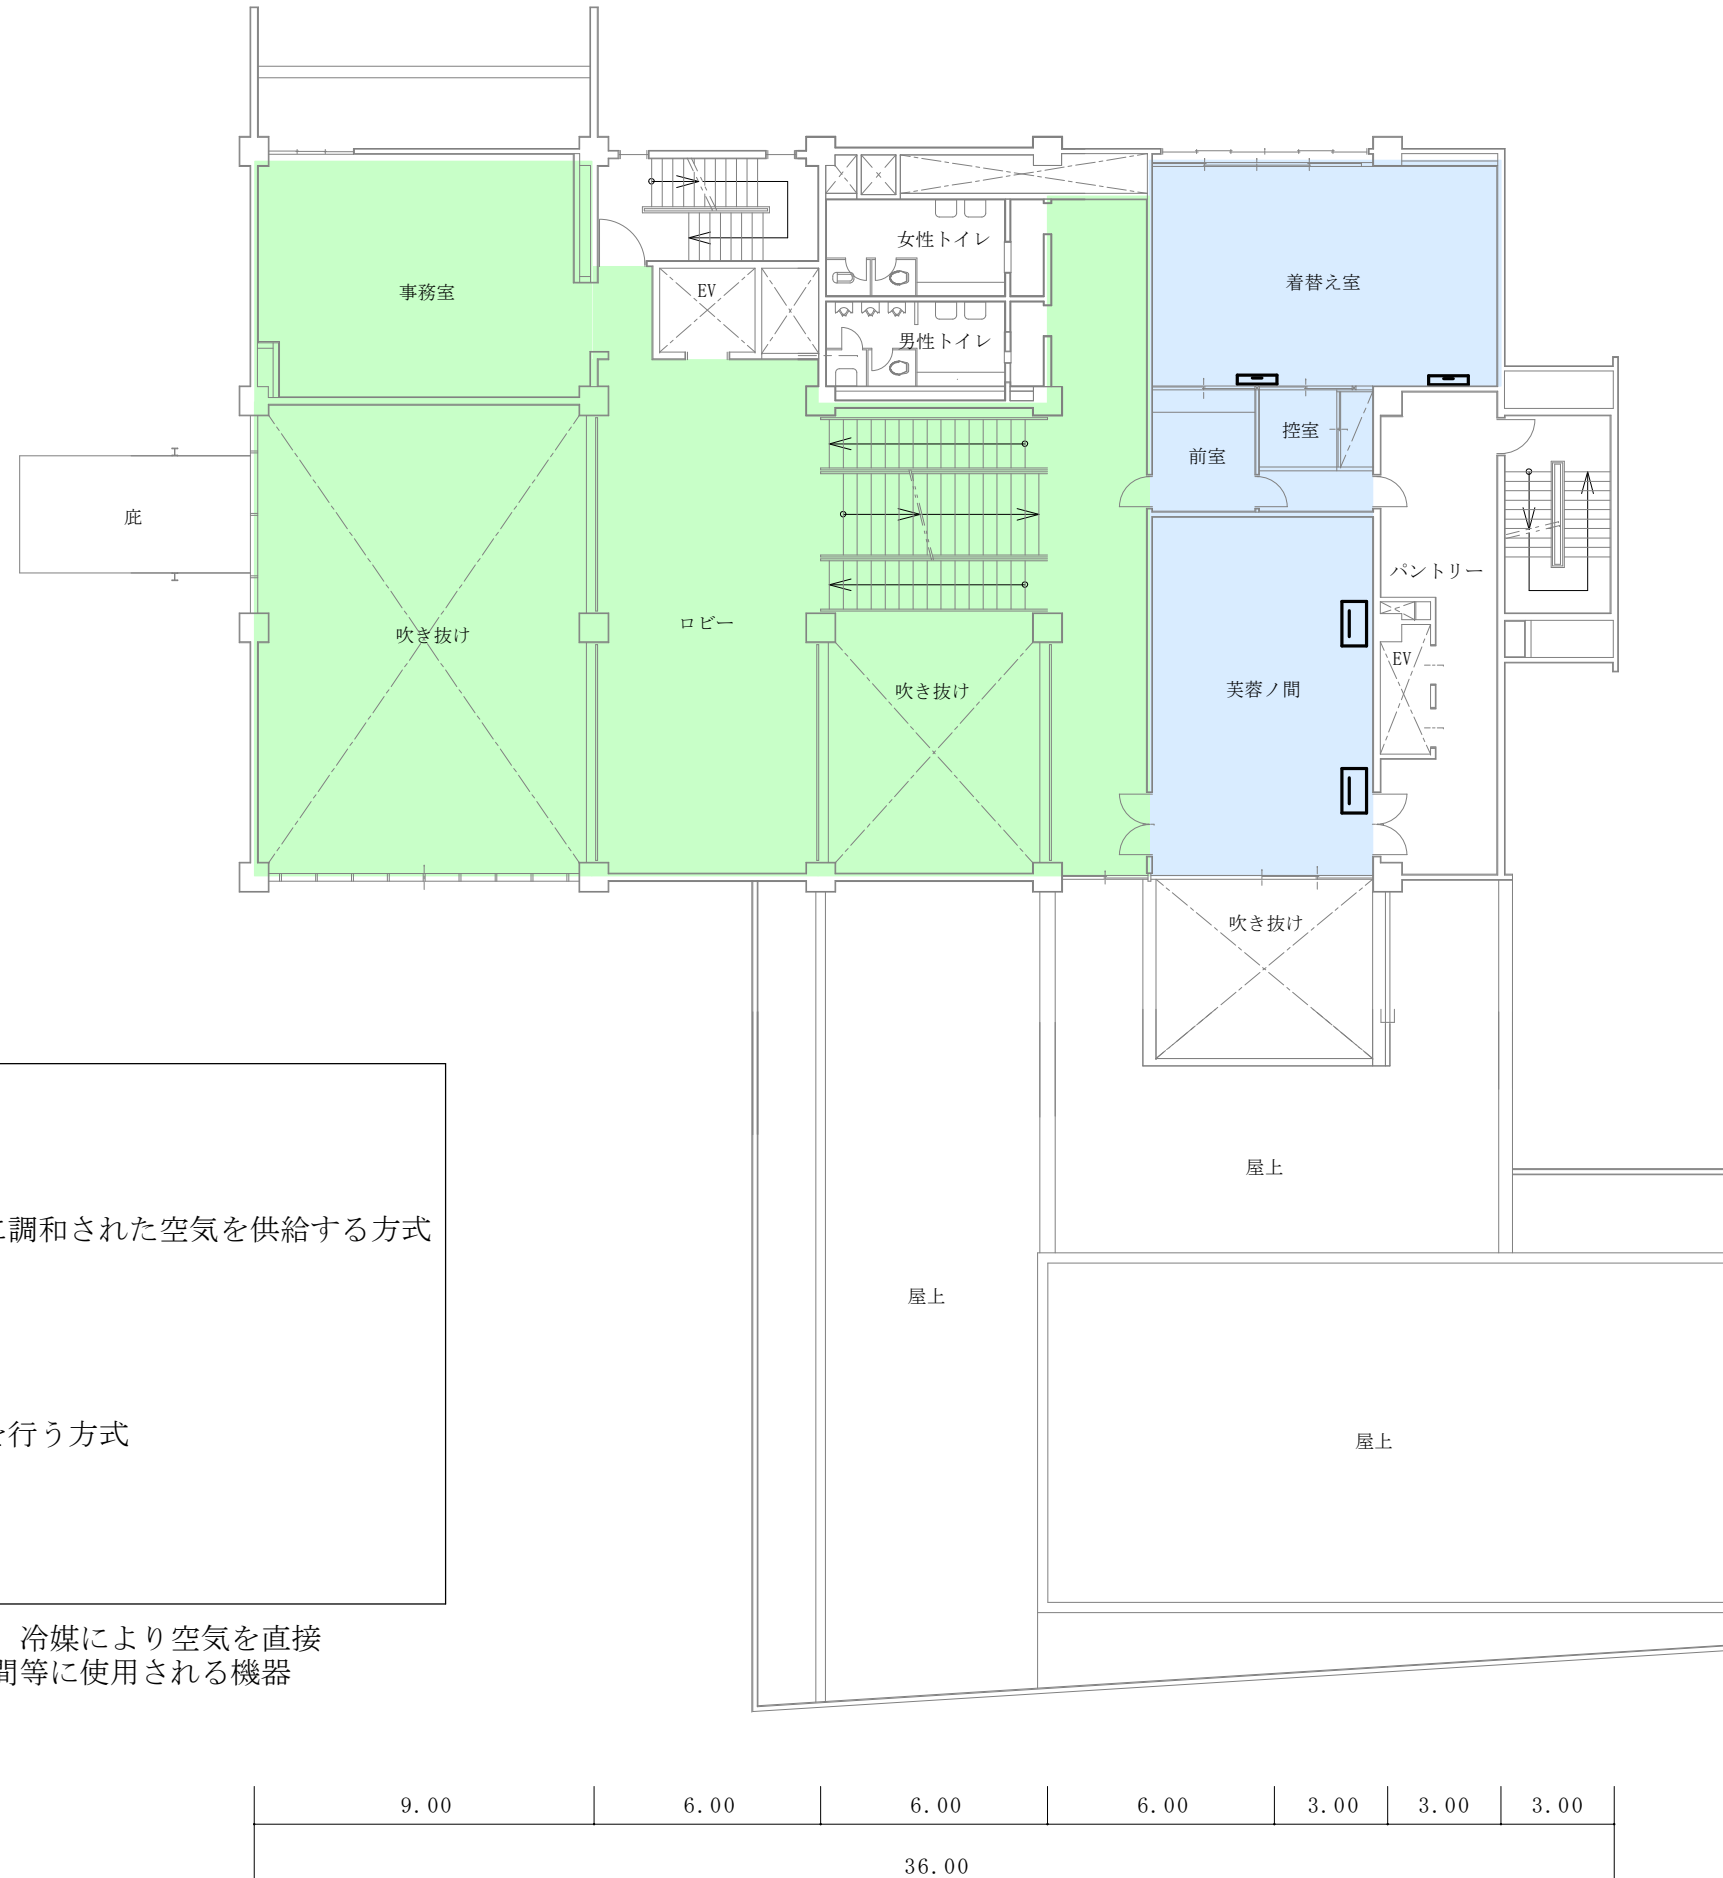 女性トイレ
着替え室
EV
事務室
男性トイレ
控室
前室
庇
パントリー
ロビー
吹き抜け
EV
芙蓉ノ間
吹き抜け
吹き抜け
屋上
に調和された空気を供給する方式
屋上
を行う方式
屋上
冷媒により空気を直接
間等に使用される機器
9.00 6.00 6.00 6.00 3.00 3.00 3.00
36.00